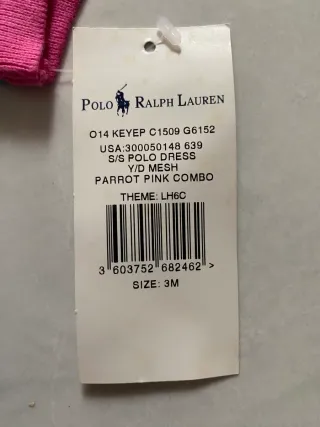 POLO RALPH LAUREN
O14 KEYEP C1509 G6152
USA:300050148 639
S/S POLO DRESS
Y/D MESH
PARROT PINK COMBO
THEME: LH6C
3 603752 682462 >
SIZE: 3M